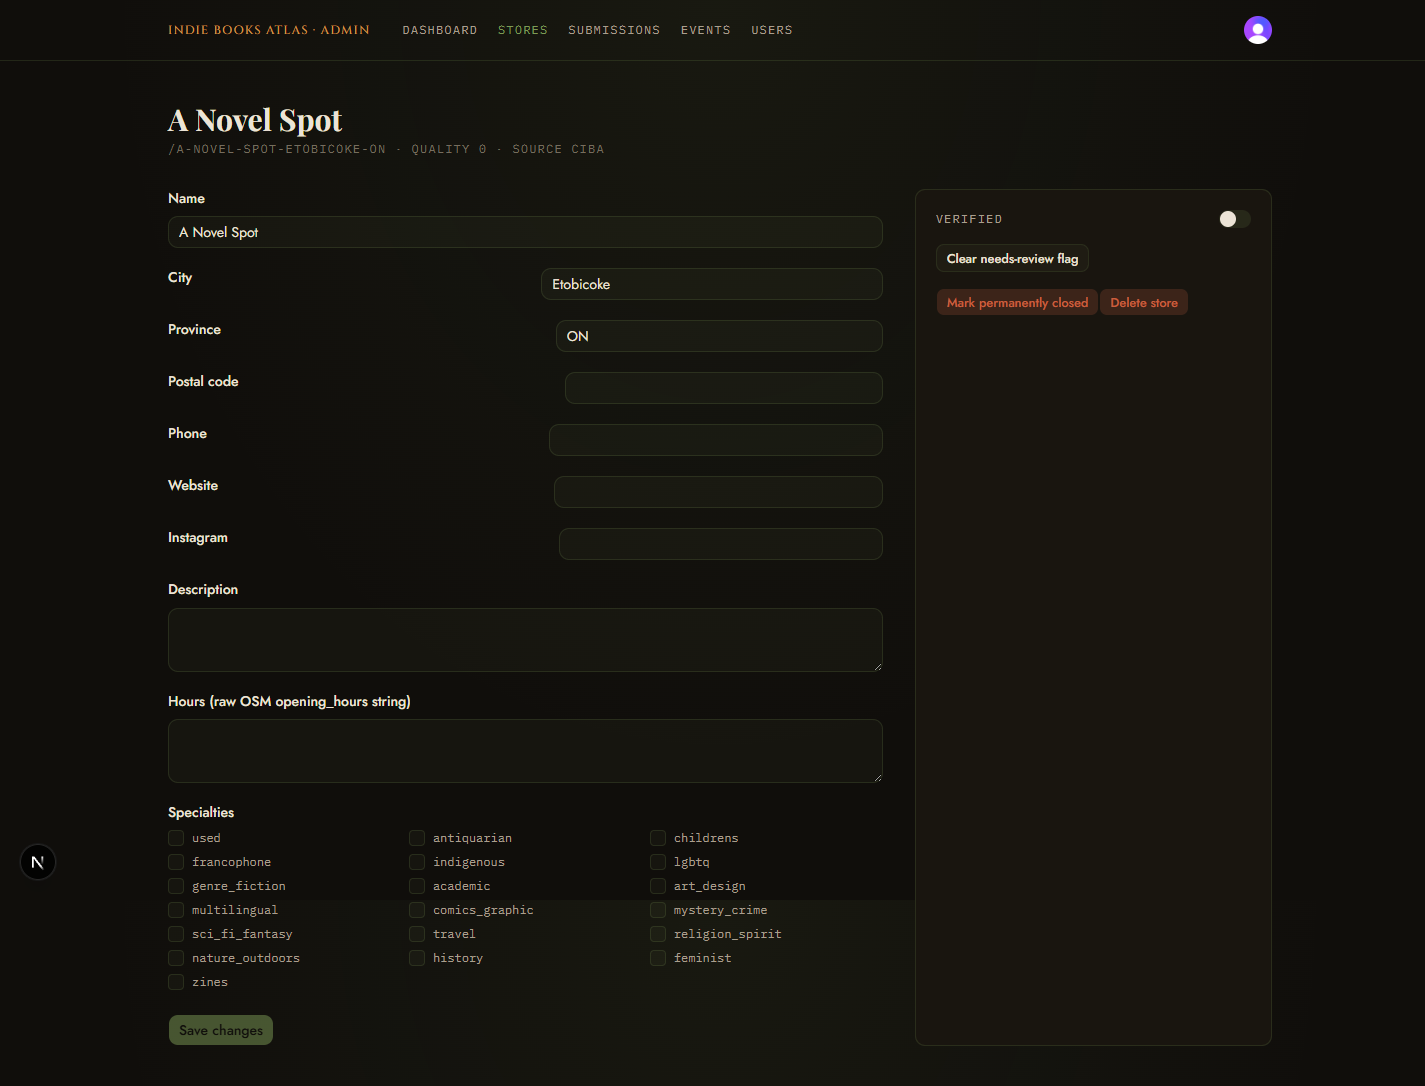 INDIE BOOKS ATLAS · ADMIN DASHBOARD STORES SUBMISSIONS EVENTS USERS
A Novel Spot
/A-NOVEL-SPOT-ETOBICOKE-ON · QUALITY 0 · SOURCE CIBA
Name
A Novel Spot
City Etobicoke
Province ON
Postal code
Phone
Website
Instagram
Description
Hours (raw OSM opening_hours string)
Specialties
used antiquarian childrens
francophone indigenous lgbtq
genre_fiction academic art_design
multilingual comics_graphic mystery_crime
sci_fi_fantasy travel religion_spirit
nature_outdoors history feminist
zines
Save changes
VERIFIED
Clear needs-review flag
Mark permanently closed Delete store
N